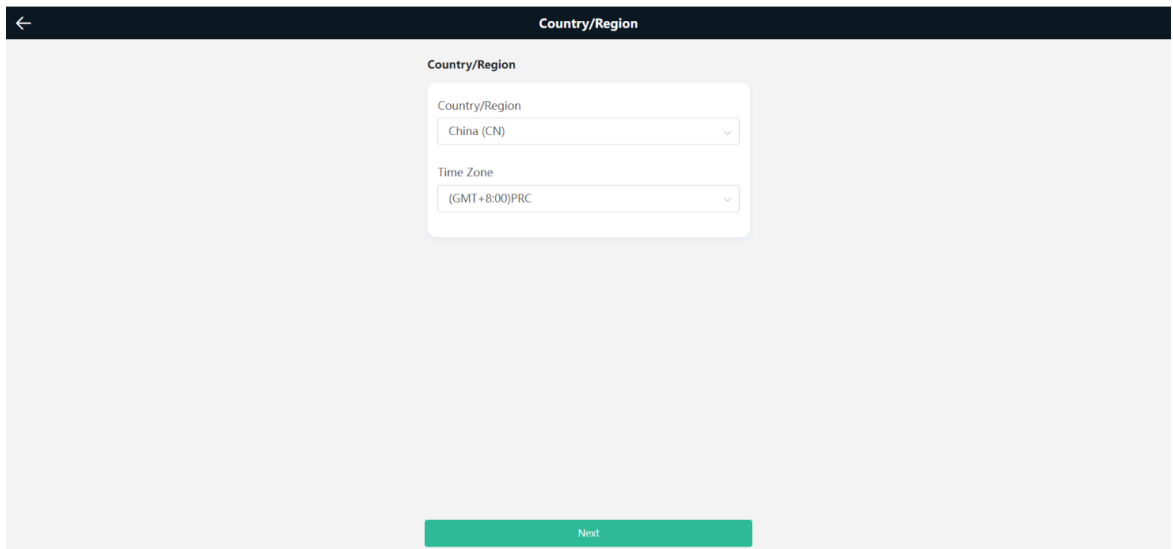 Country/Region
Country/Region
Country/Region
China (CN)
Time Zone
(GMT+8:00)PRC
Next